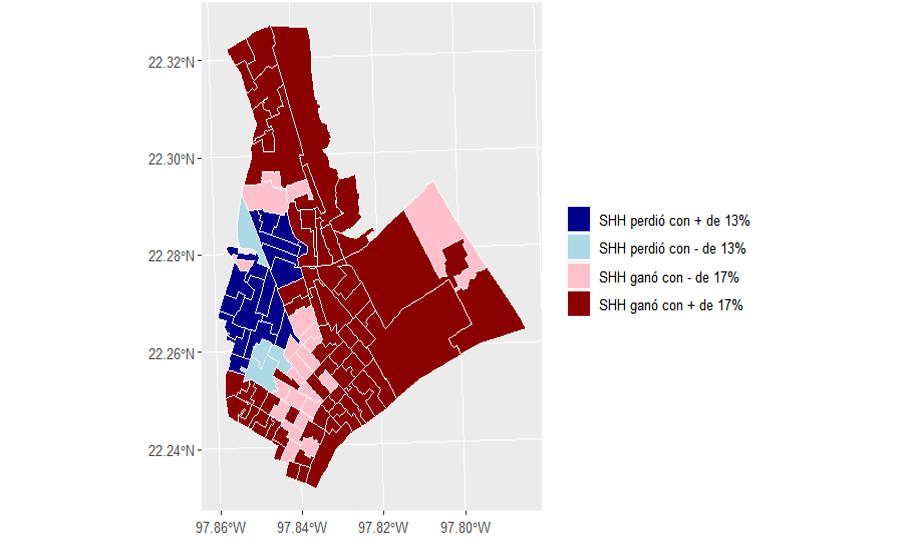 22.32°N
22.30°N
22.28°N
22.26°N
22.24°N
97.86°W 97.84°W 97.82°W 97.80°W
SHH perdió con + de 13%
SHH perdió con - de 13%
SHH ganó con - de 17%
SHH ganó con + de 17%